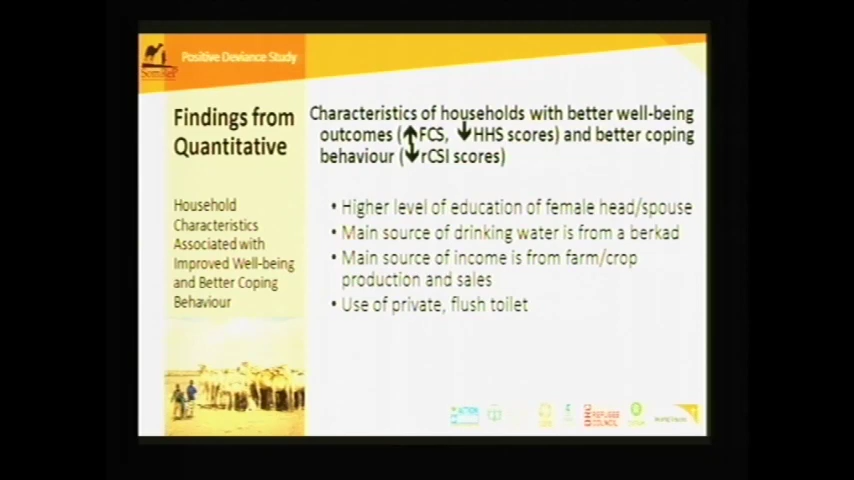 Positive Deviance Study
Findings from
Quantitative
Household
Characteristics
Associated with
Improved Well-being
and Better Coping
Behaviour
Characteristics of households with better well-being
outcomes (↑FCS, ↓HHS scores) and better coping
behaviour (↓rCSI scores)
• Higher level of education of female head/spouse
• Main source of drinking water is from a berkad
• Main source of income is from farm/crop
production and sales
• Use of private, flush toilet
ACTION
REFUGEE
COUNCIL